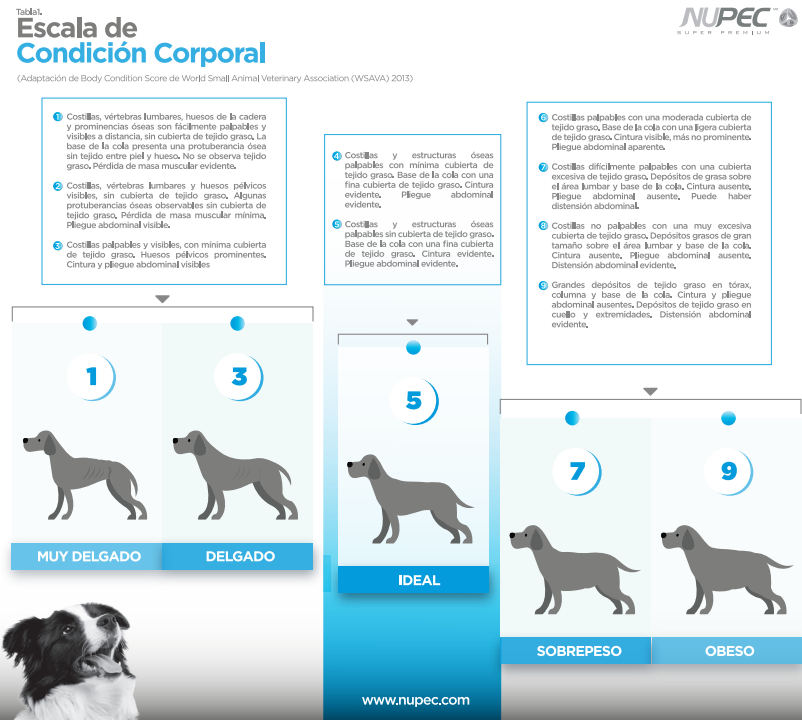 Tabla1.
Escala de
Condición Corporal
(Adaptación de Body Condition Score de World Small Animal Veterinary Association (WSAVA) 2013)
NUPEC
SUPER PREMIUM
1 Costillas, vértebras lumbares, huesos de la cadera
y prominencias óseas son fácilmente palpables y
visibles a distancia, sin cubierta de tejido graso. La
base de la cola presenta una protuberancia ósea
sin tejido entre piel y hueso. No se observa tejido
graso. Pérdida de masa muscular evidente.
2 Costillas, vértebras lumbares y huesos pélvicos
visibles, sin cubierta de tejido graso. Algunas
protuberancias óseas observables sin cubierta de
tejido graso, Pérdida de masa muscular mínima.
Pliegue abdominal visible.
3 Costillas palpables y visibles, con mínima cubierta
de tejido graso. Huesos pélvicos prominentes.
Cintura y pliegue abdominal visibles
4 Costillas y estructuras óseas
palpables con mínima cubierta de
tejido graso. Base de la cola con una
fina cubierta de tejido graso. Cintura
evidente. Pliegue abdominal
evidente.
5 Costillas y estructuras óseas
palpables sin cubierta de tejido graso.
Base de la cola con una fina cubierta
de tejido graso. Cintura evidente.
Pliegue abdominal evidente.
6 Costillas palpables con una moderada cubierta de
tejido graso. Base de la cola con una ligera cubierta
de tejido graso. Cintura visible, más no prominente.
Pliegue abdominal aparente.
7 Costillas difícilmente palpables con una cubierta
excesiva de tejido graso. Depósitos de grasa sobre
el área lumbar y base de la cola. Cintura ausente.
Pliegue abdominal ausente. Puede haber
distensión abdominal.
8 Costillas no palpables con una muy excesiva
cubierta de tejido graso. Depósitos grasos de gran
tamaño sobre el área lumbar y base de la cola.
Cintura ausente. Pliegue abdominal ausente.
Distensión abdominal evidente.
9 Grandes depósitos de tejido graso en tórax,
columna y base de la cola. Cintura y pliegue
abdominal ausentes. Depósitos de tejido graso en
cuello y extremidades. Distensión abdominal
evidente.
1
3
5
7
9
MUY DELGADO
DELGADO
IDEAL
SOBREPESO
OBESO
www.nupec.com